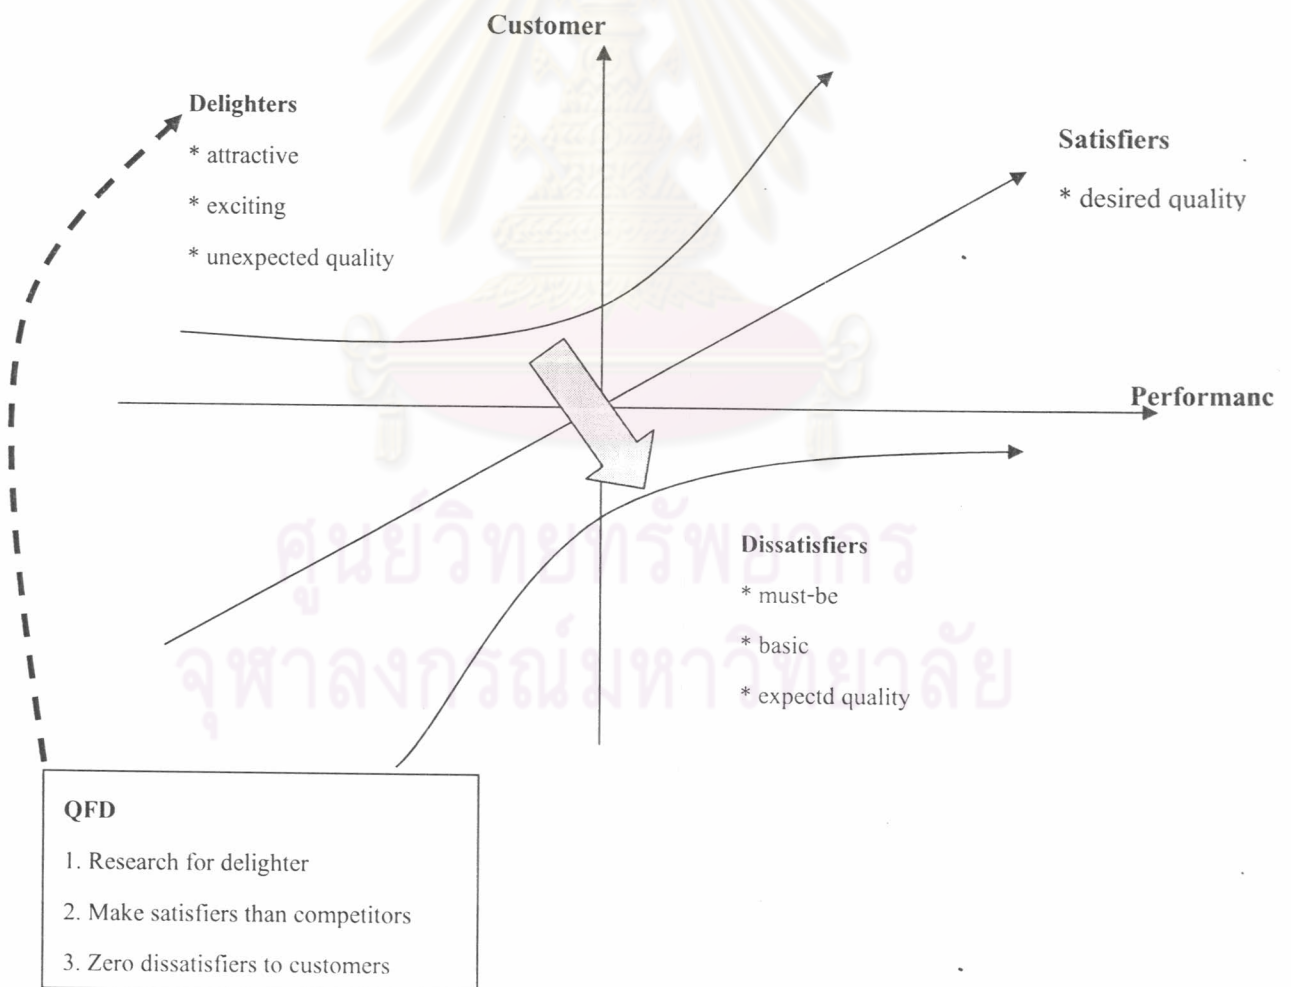 Customer
Delighters
* attractive
* exciting
* unexpected quality
Satisfiers
* desired quality
Performanc
Dissatisfiers
* must-be
* basic
* expectd quality
ศูนย์วิทยทรัพยากร
จุฬาลงกรณ์มหาวิทยาลัย
QFD
1. Research for delighter
2. Make satisfiers than competitors
3. Zero dissatisfiers to customers